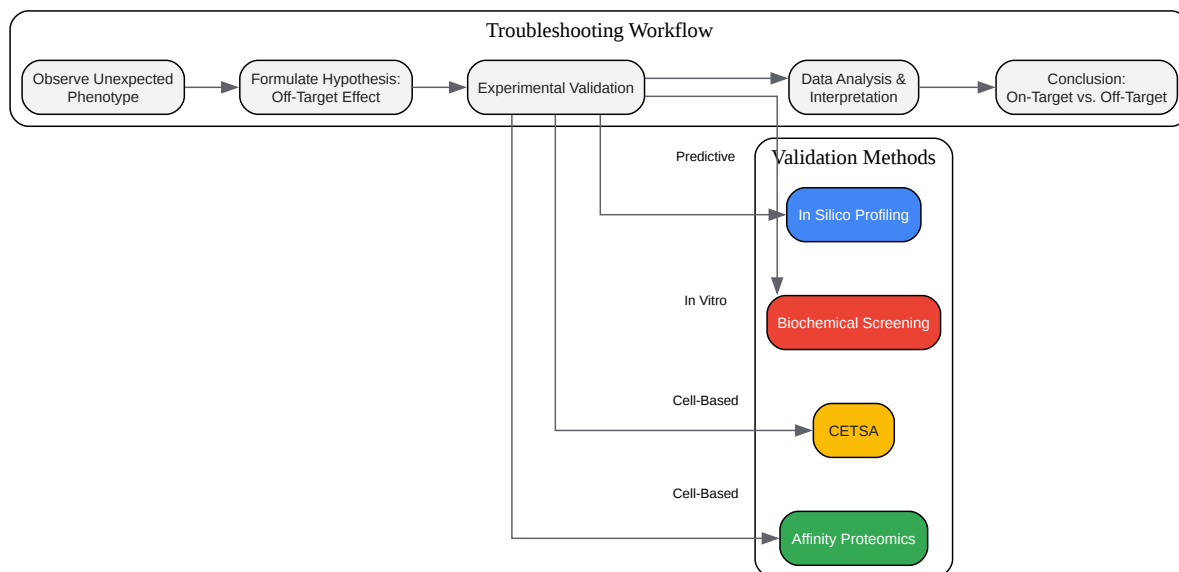 Troubleshooting Workflow
Observe Unexpected
Phenotype
Formulate Hypothesis:
Off-Target Effect
Experimental Validation
Data Analysis &
Interpretation
Conclusion:
On-Target vs. Off-Target
Predictive
Validation Methods
In Silico Profiling
In Vitro
Biochemical Screening
Cell-Based
CETSA
Cell-Based
Affinity Proteomics